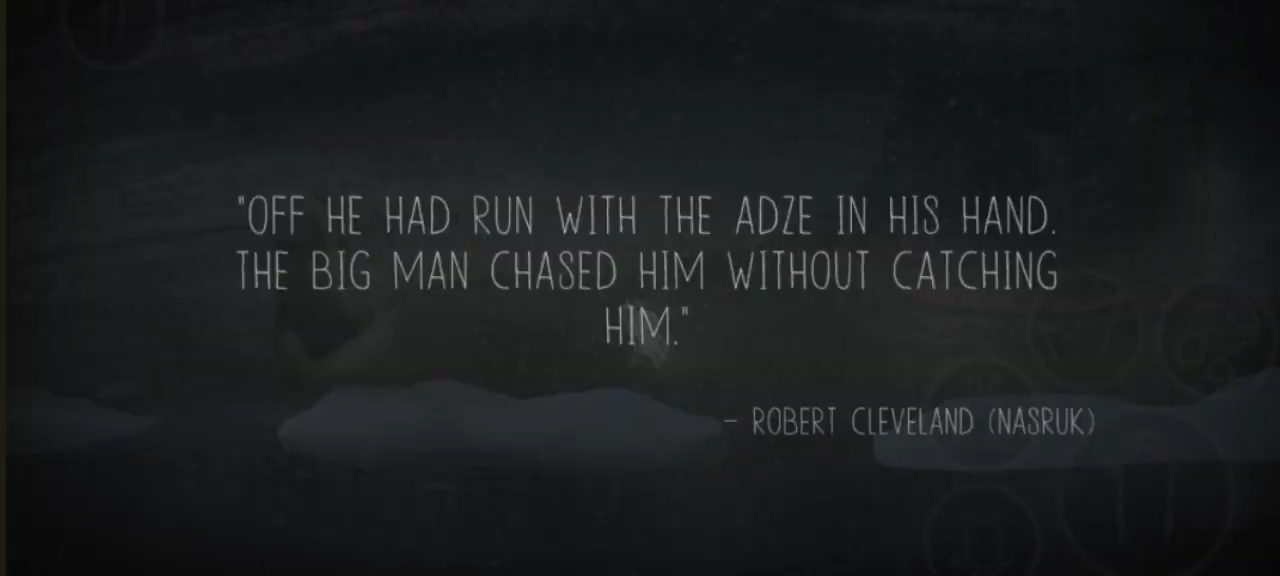 "OFF HE HAD RUN WITH THE ADZE IN HIS HAND.
THE BIG MAN CHASED HIM WITHOUT CATCHING
HIM."
– ROBERT CLEVELAND (NASRUK)